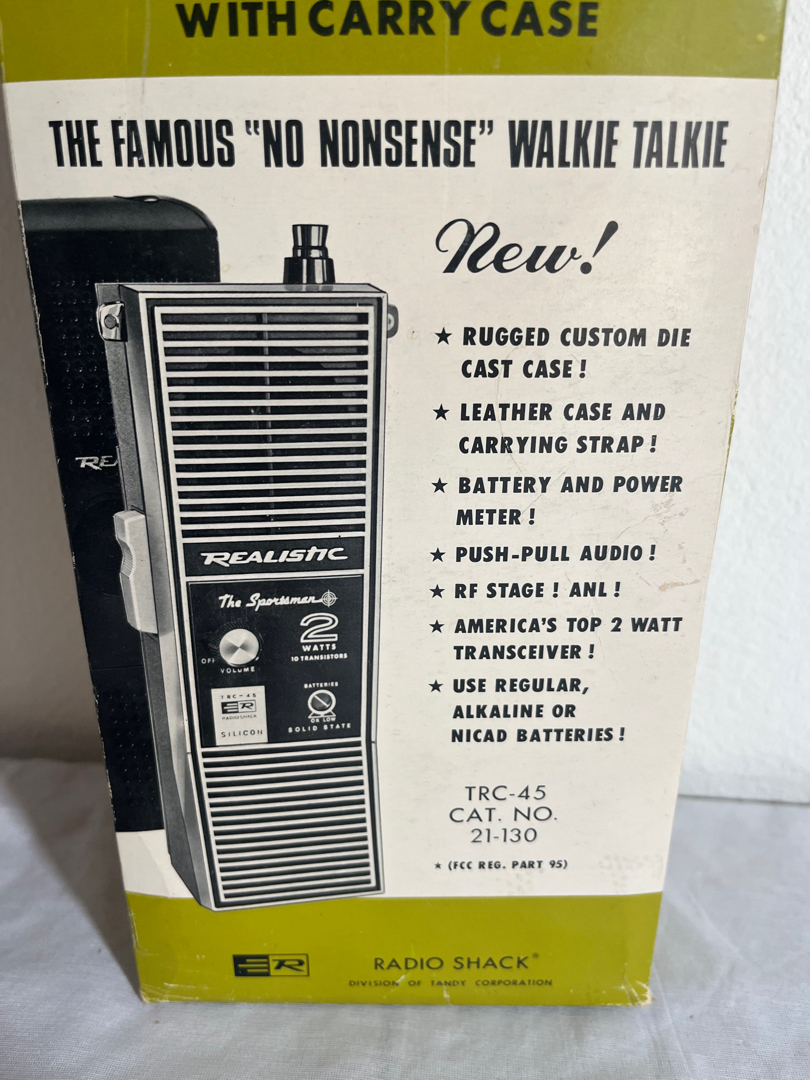 WITH CARRY CASE
THE FAMOUS "NO NONSENSE" WALKIE TALKIE
New!
★ RUGGED CUSTOM DIE
CAST CASE!
★ LEATHER CASE AND
CARRYING STRAP!
★ BATTERY AND POWER
METER!
★ PUSH-PULL AUDIO!
★ RF STAGE! ANL!
★ AMERICA'S TOP 2 WATT
TRANSCEIVER!
★ USE REGULAR,
ALKALINE OR
NICAD BATTERIES!
TRC-45
CAT. NO.
21-130
★ (FCC REG. PART 95)
RE
REALISTIC
The Sportsman
2
WATTS
10 TRANSISTORS
OFF
VOLUME
TRC-45
RADIO SHACK
SILICON
BATTERIES
OK LOW
SOLID STATE
R
RADIO SHACK®
DIVISION OF TANDY CORPORATION